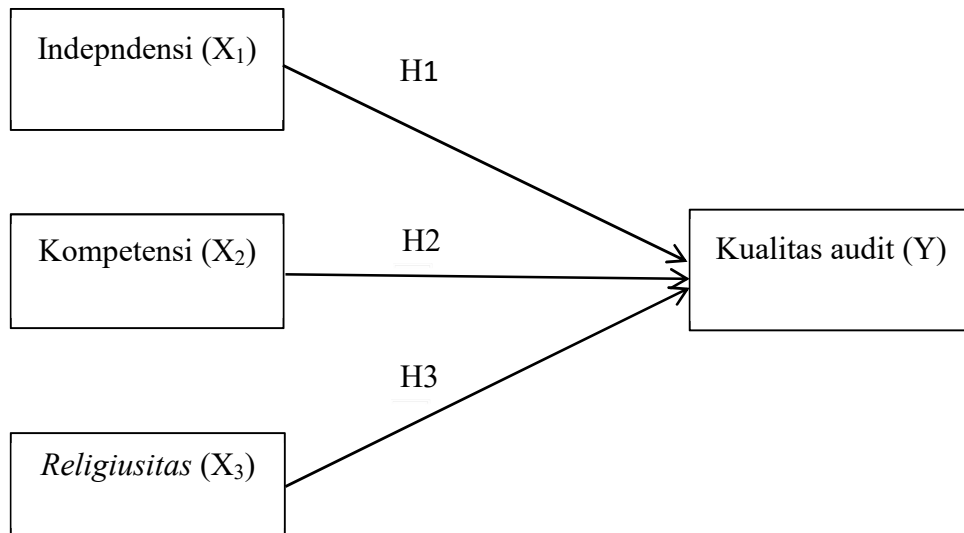 Indepndensi (X₁)
H1
Kompetensi (X₂)
H2
Kualitas audit (Y)
H3
Religiusitas (X₃)